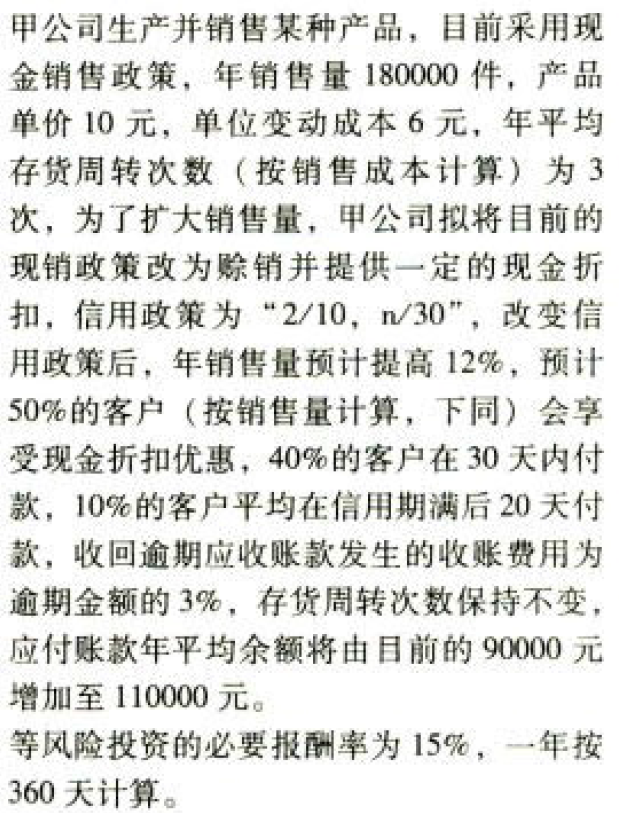 甲公司生产并销售某种产品，目前采用现
金销售政策，年销售量 180000 件，产品
单价 10 元，单位变动成本 6 元，年平均
存货周转次数（按销售成本计算）为 3
次，为了扩大销售量，甲公司拟将目前的
现销政策改为赊销并提供一定的现金折
扣，信用政策为“2/10，n/30”，改变信
用政策后，年销售量预计提高 12%，预计
50%的客户（按销售量计算，下同）会享
受现金折扣优惠，40%的客户在 30 天内付
款，10%的客户平均在信用期满后 20 天付
款，收回逾期应收账款发生的收账费用为
逾期金额的 3%，存货周转次数保持不变，
应付账款年平均余额将由目前的 90000 元
增加至 110000 元。
等风险投资的必要报酬率为 15%，一年按
360 天计算。